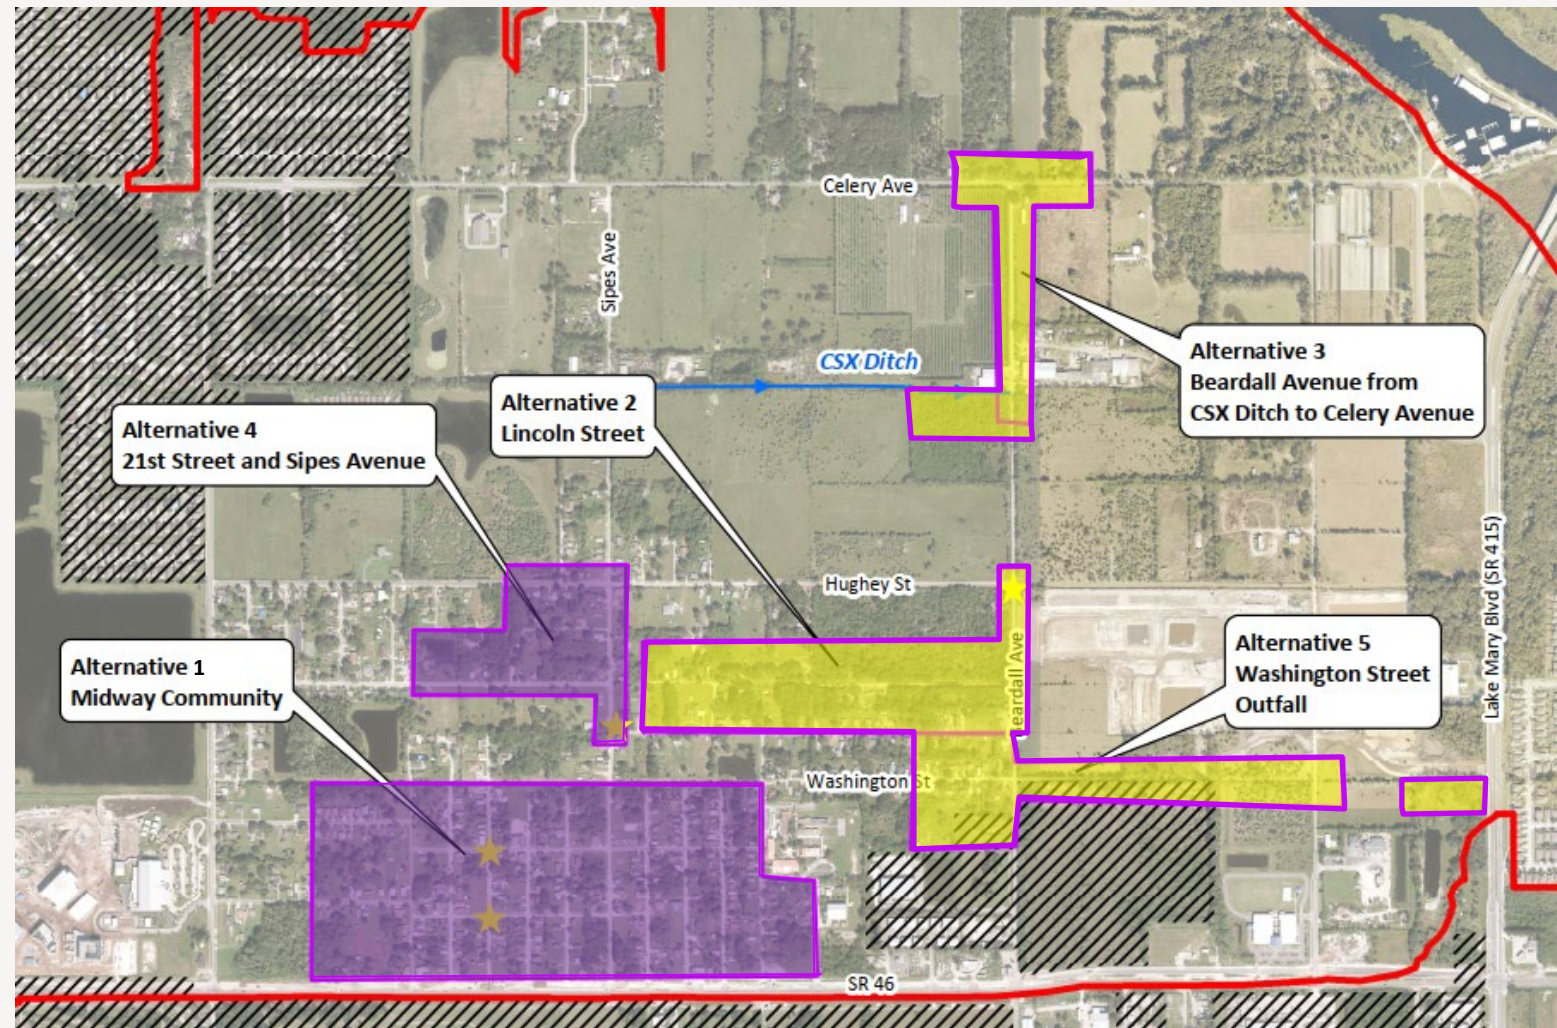 Celery Ave
Sipes Ave
CSX Ditch
Alternative 3
Beardall Avenue from
CSX Ditch to Celery Avenue
Alternative 2
Lincoln Street
Alternative 4
21st Street and Sipes Avenue
Lake Mary Blvd (SR 415)
Hughey St
Beardall Ave
Alternative 5
Washington Street
Outfall
Alternative 1
Midway Community
Washington St
SR 46